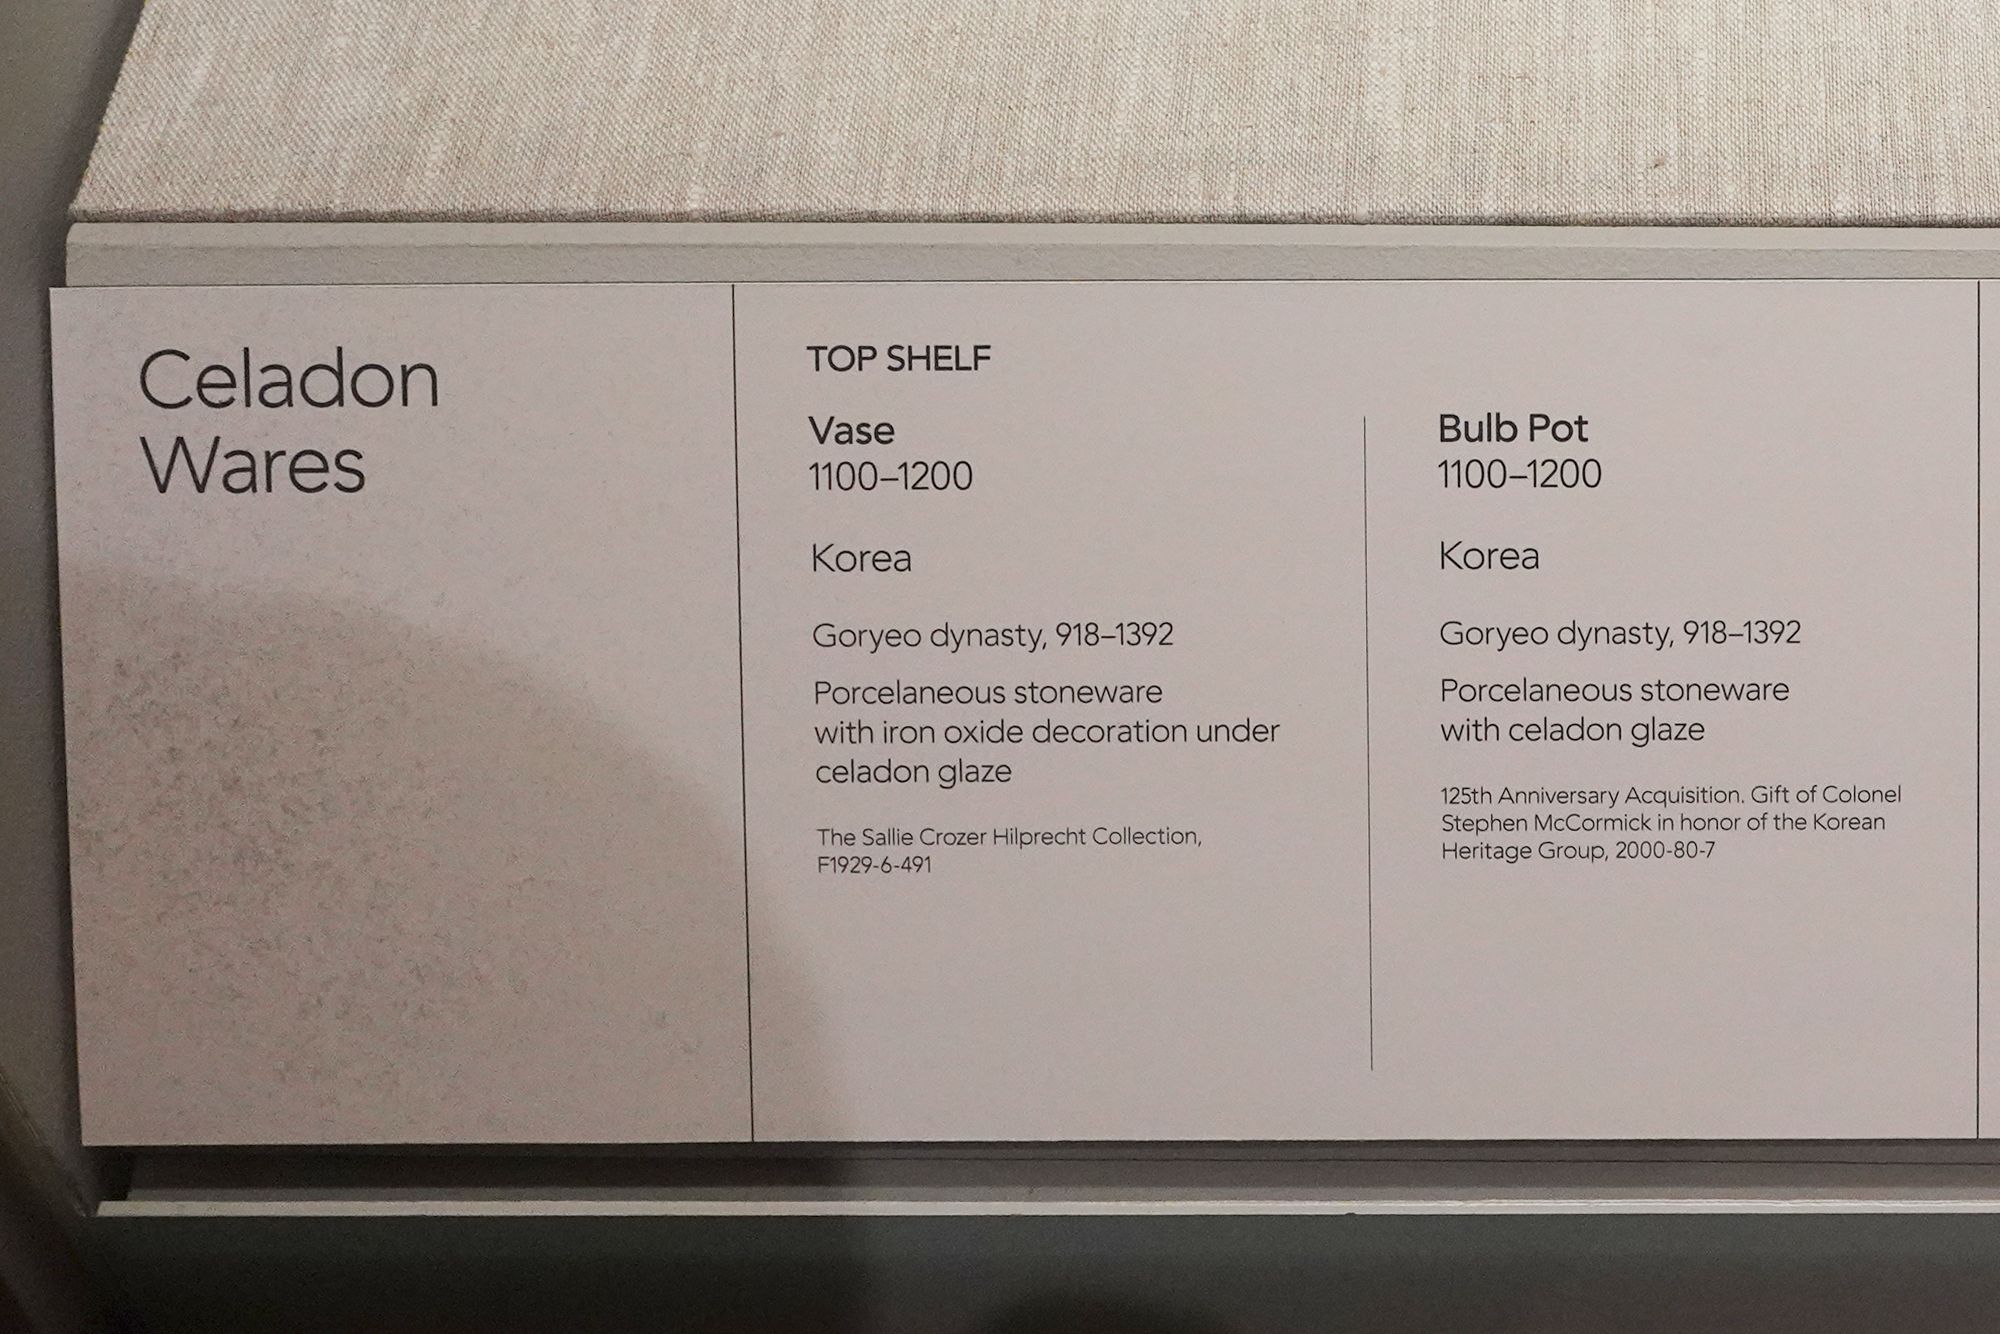 Celadon
Wares
TOP SHELF
Vase
1100–1200
Korea
Goryeo dynasty, 918–1392
Porcelaneous stoneware
with iron oxide decoration under
celadon glaze
The Sallie Crozer Hilprecht Collection,
F1929-6-491
Bulb Pot
1100–1200
Korea
Goryeo dynasty, 918–1392
Porcelaneous stoneware
with celadon glaze
125th Anniversary Acquisition. Gift of Colonel
Stephen McCormick in honor of the Korean
Heritage Group, 2000-80-7